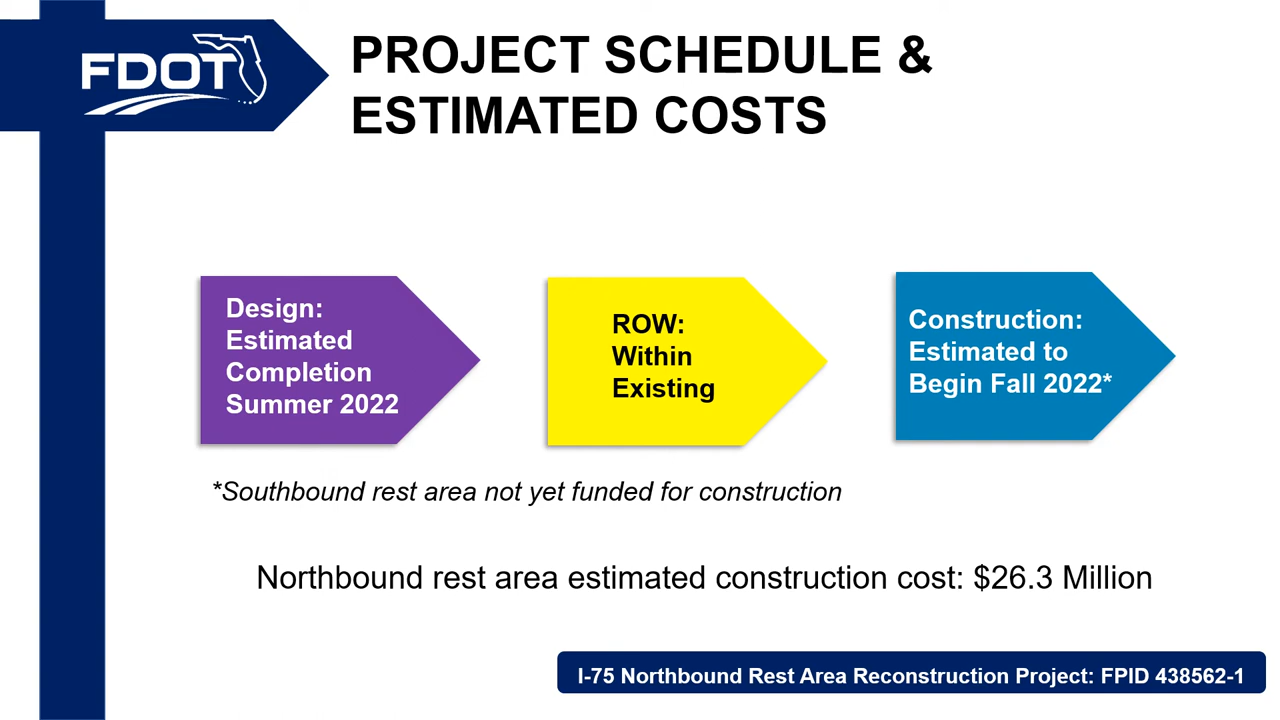 FDOT
PROJECT SCHEDULE &
ESTIMATED COSTS
Design:
Estimated
Completion
Summer 2022
ROW:
Within
Existing
Construction:
Estimated to
Begin Fall 2022*
*Southbound rest area not yet funded for construction
Northbound rest area estimated construction cost: $26.3 Million
I-75 Northbound Rest Area Reconstruction Project: FPID 438562-1